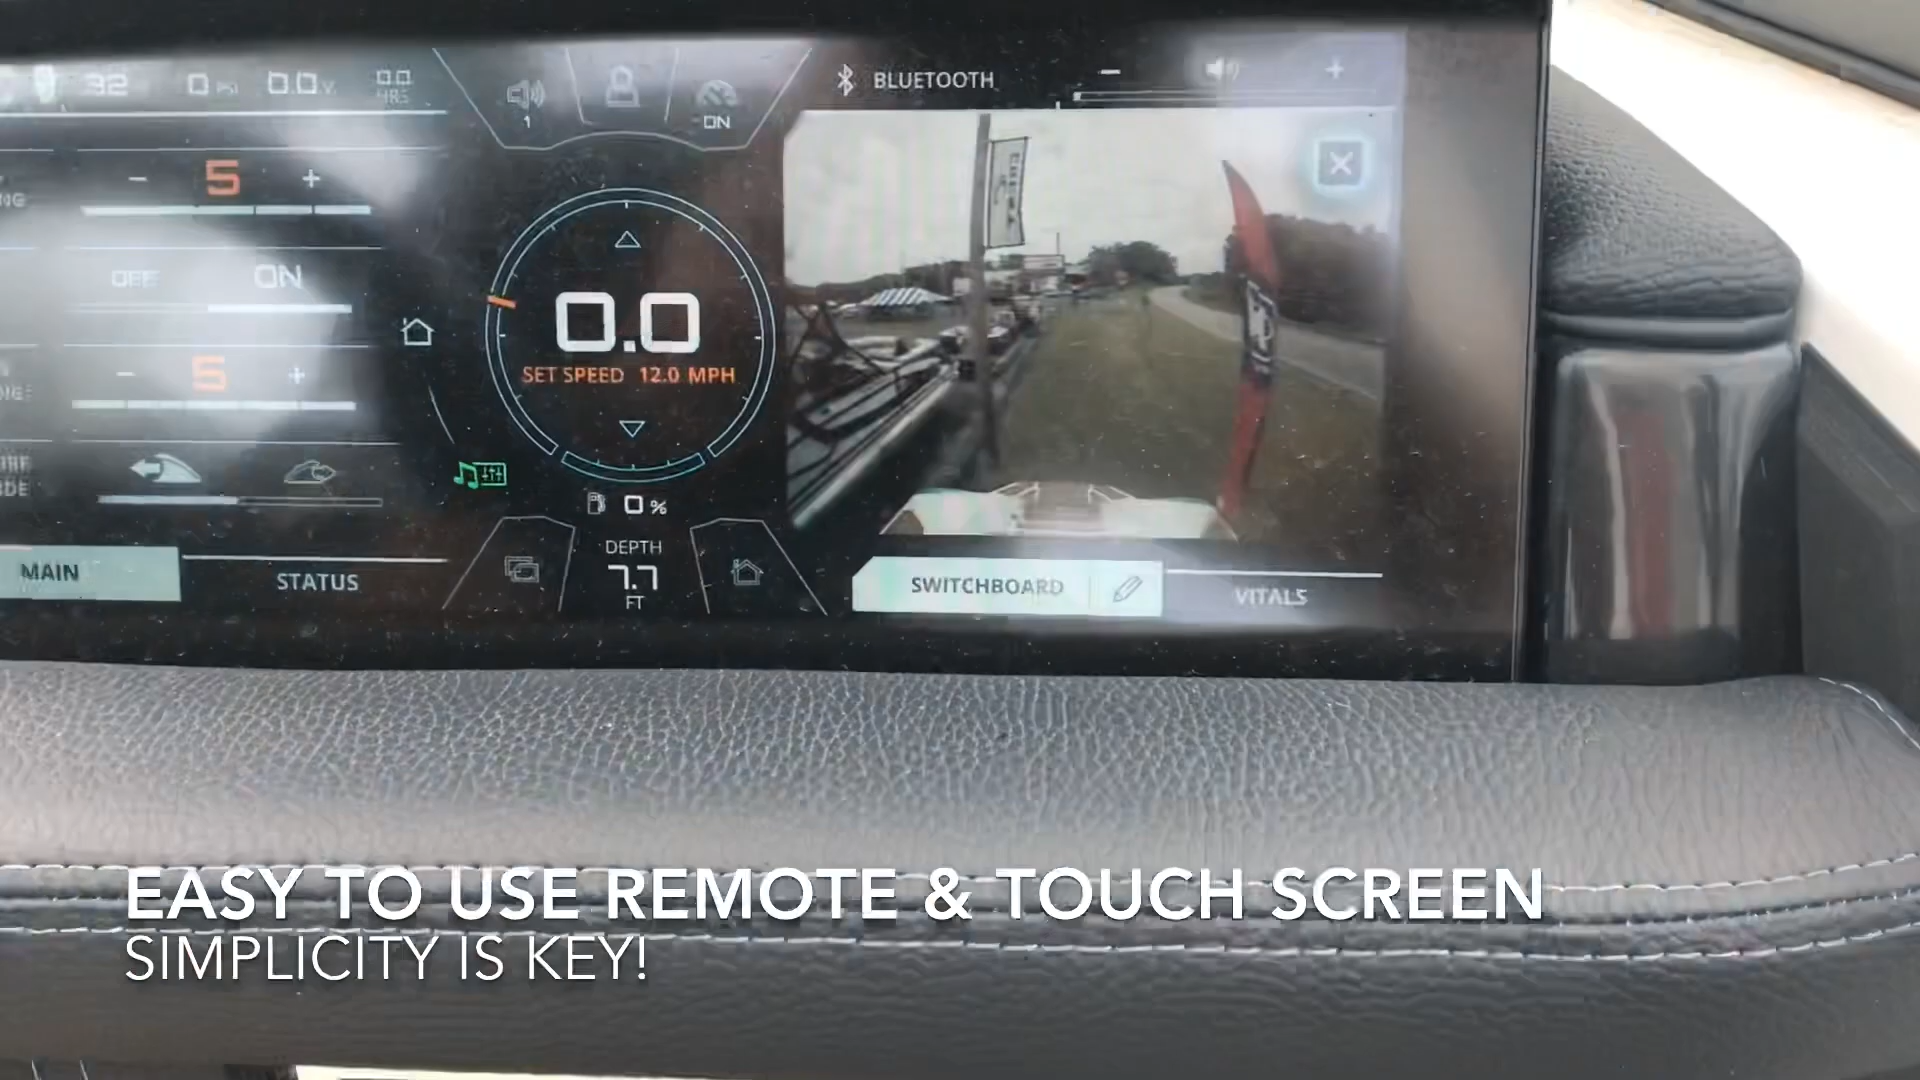 32 0 PSI 0.0 V 0.0 HRS
1
ON
BLUETOOTH
− +
− 5 +
OFF ON
− 5 +
0.0
SET SPEED 12.0 MPH
0 %
DEPTH
7.7
FT
MAIN
STATUS
SWITCHBOARD
VITALS
EASY TO USE REMOTE & TOUCH SCREEN
SIMPLICITY IS KEY!